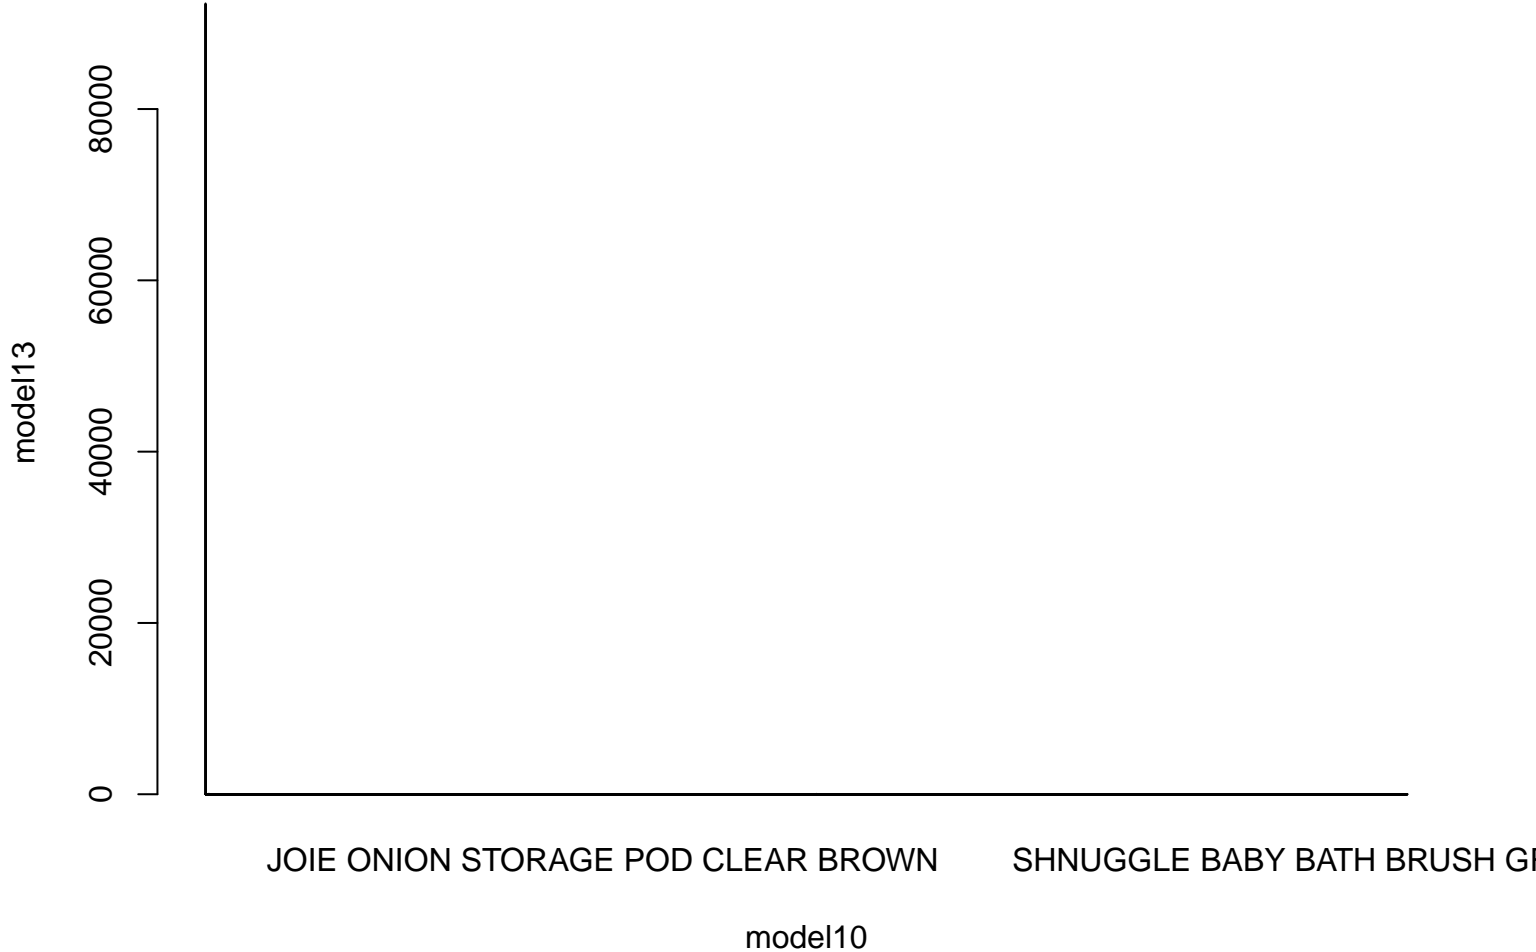 80000
60000
model13
40000
20000
0
JOIE ONION STORAGE POD CLEAR BROWN
SHNUGGLE BABY BATH BRUSH
model10